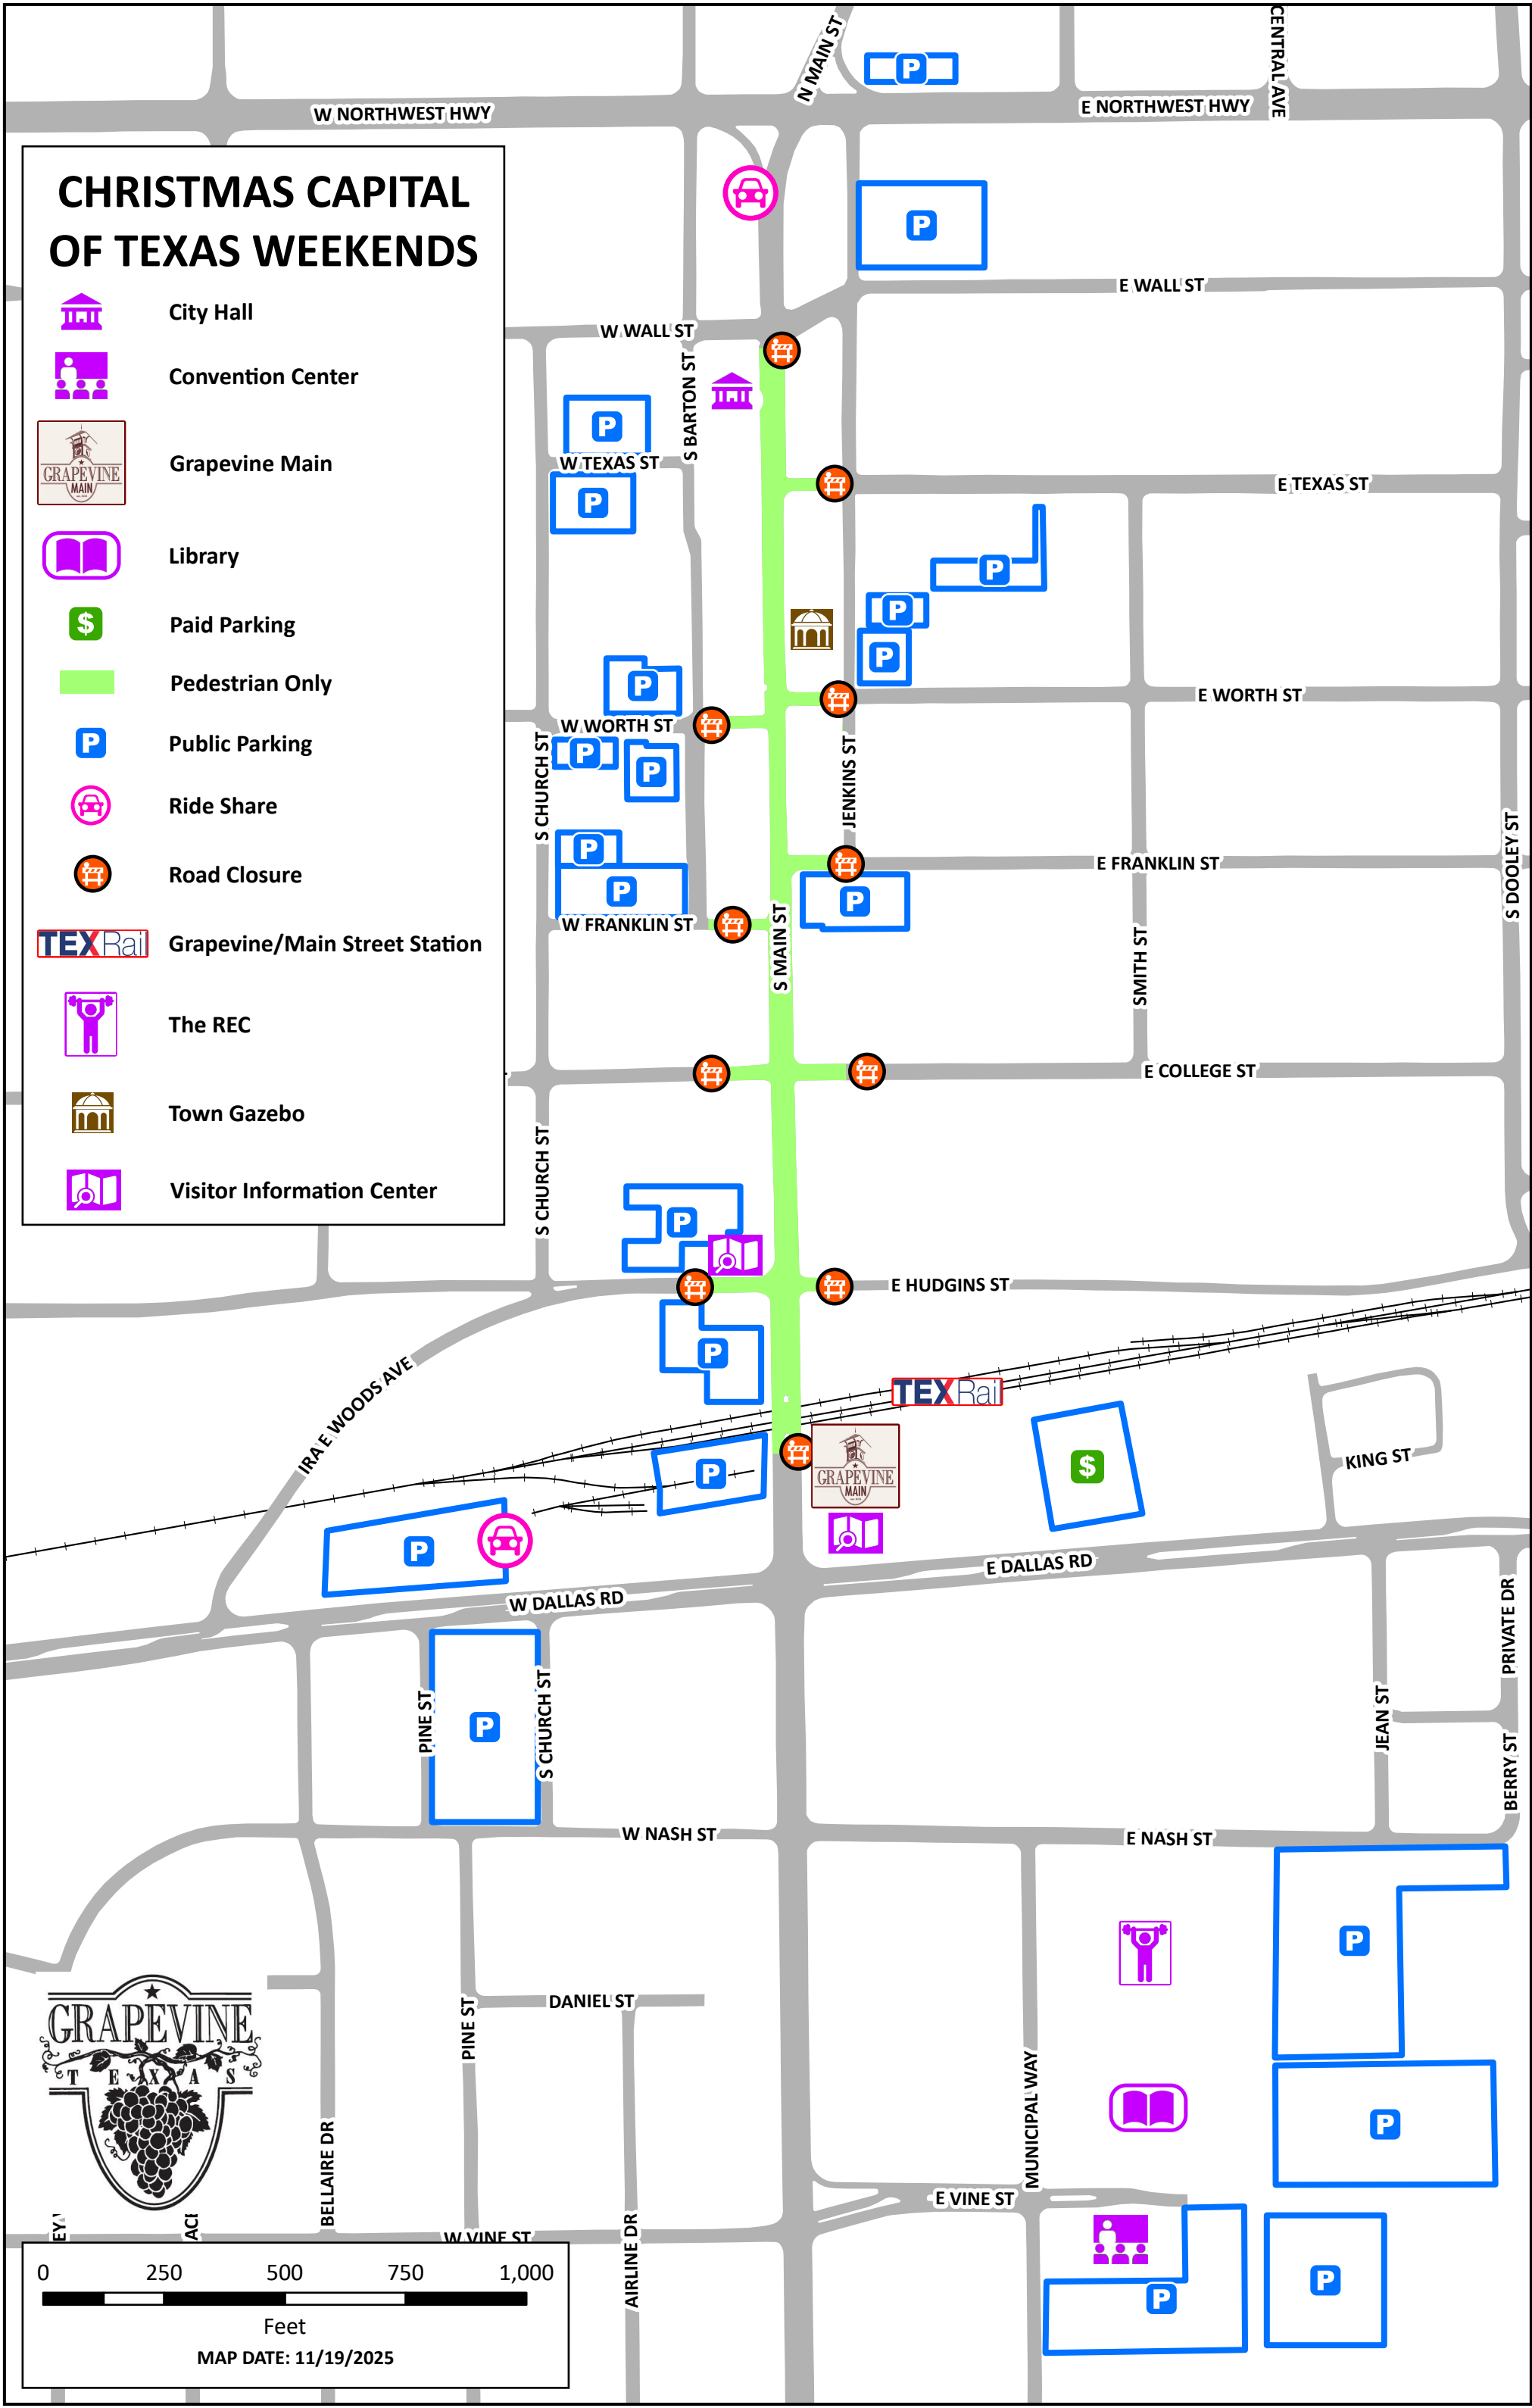 N MAIN ST
P
CENTRAL AVE
W NORTHWEST HWY
E NORTHWEST HWY
CHRISTMAS CAPITAL
OF TEXAS WEEKENDS
City Hall
Convention Center
GRAPEVINE
MAIN
Grapevine Main
Library
$
Paid Parking
Pedestrian Only
P
Public Parking
Ride Share
Road Closure
TEXRail
Grapevine/Main Street Station
The REC
Town Gazebo
Visitor Information Center
P
E WALL ST
W WALL ST
S BARTON ST
P
W TEXAS ST
P
E TEXAS ST
P
P
P
P
W WORTH ST
E WORTH ST
P
P
S CHURCH ST
JENKINS ST
P
P
E FRANKLIN ST
P
W FRANKLIN ST
S MAIN ST
SMITH ST
S DOOLEY ST
E COLLEGE ST
S CHURCH ST
P
E HUDGINS ST
P
IRA E WOODS AVE
TEXRail
GRAPEVINE
MAIN
P
$
KING ST
P
E DALLAS RD
W DALLAS RD
PINE ST
P
S CHURCH ST
JEAN ST
PRIVATE DR
BERRY ST
W NASH ST
E NASH ST
P
GRAPEVINE
TEXAS
DANIEL ST
PINE ST
MUNICIPAL WAY
P
BELLAIRE DR
E VINE ST
W VINE ST
AIRLINE DR
P
P
0 250 500 750 1,000
Feet
MAP DATE: 11/19/2025